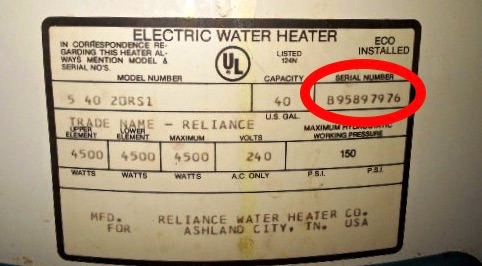 ELECTRIC WATER HEATER
IN CORRESPONDENCE RE-
GARDING THIS HEATER AL-
WAYS MENTION MODEL &
SERIAL NO'S.
UL
LISTED
124N
ECO
INSTALLED
MODEL NUMBER CAPACITY SERIAL NUMBER
5 40 20RS1 40 B95897976
U.S. GAL.
TRADE NAME - RELIANCE
UPPER ELEMENT LOWER ELEMENT MAXIMUM VOLTS MAXIMUM HYDROSTATIC WORKING PRESSURE
4500 4500 4500 240 150
WATTS WATTS WATTS A.C. ONLY P.S.I. P.S.I.
MFD. RELIANCE WATER HEATER CO.
FOR ASHLAND CITY, TN. USA